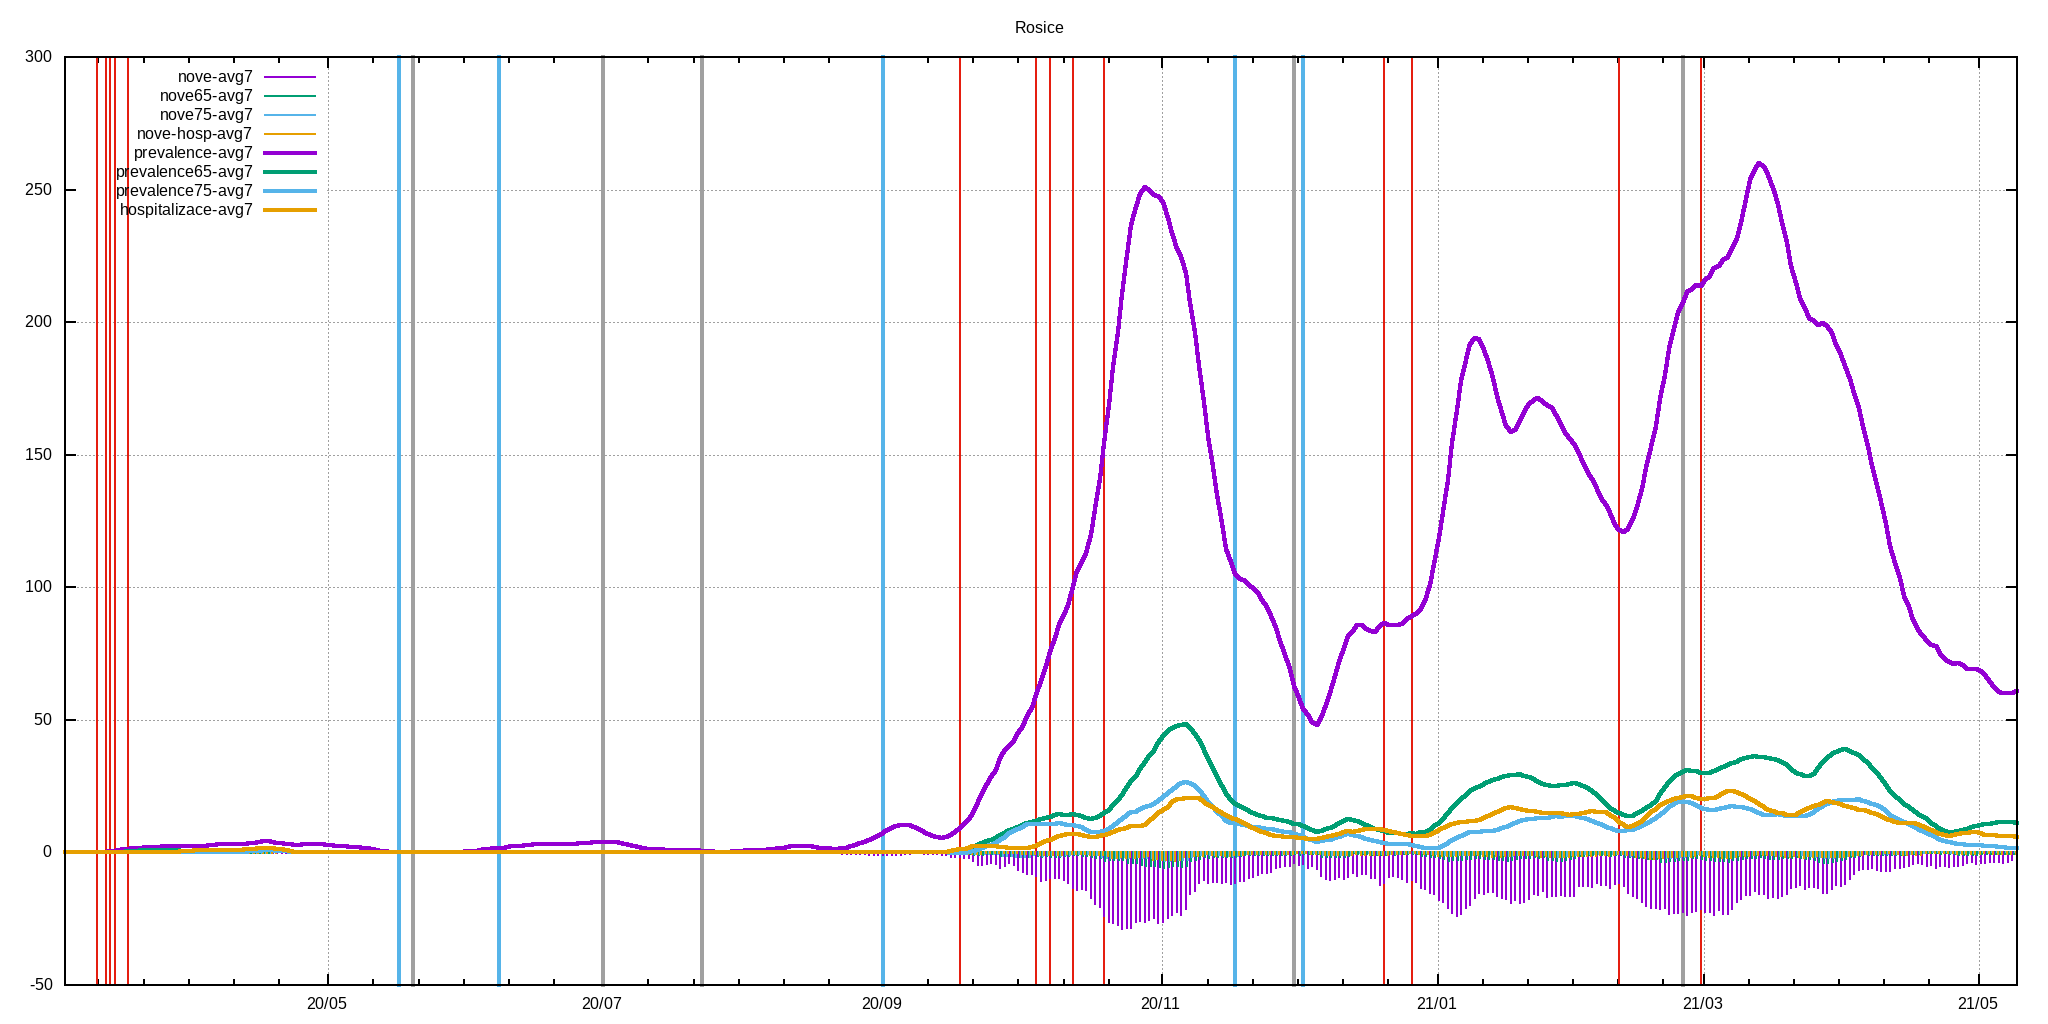 Rosice
300
250
200
150
100
50
0
-50
nove-avg7
nove65-avg7
nove75-avg7
nove-hosp-avg7
prevalence-avg7
prevalence65-avg7
prevalence75-avg7
hospitalizace-avg7
20/05 20/07 20/09 20/11 21/01 21/03 21/05